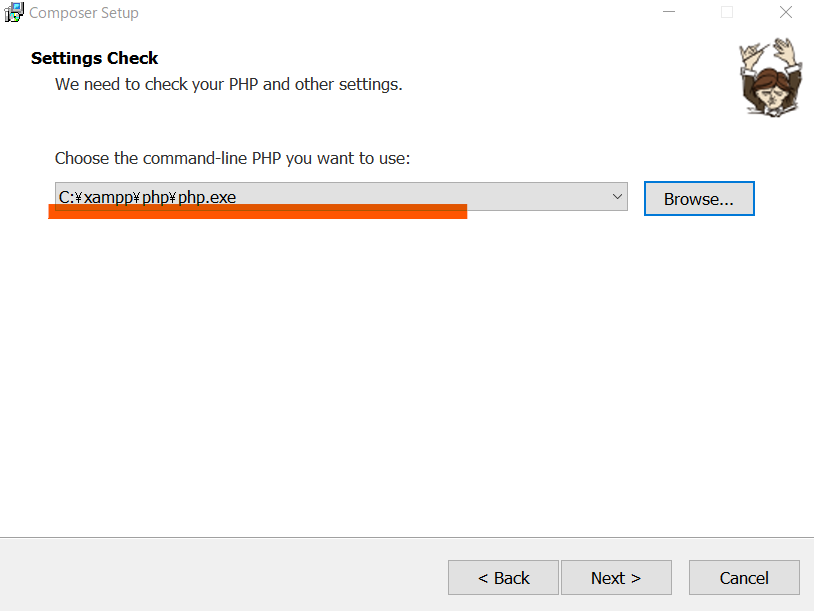 Composer Setup
Settings Check
We need to check your PHP and other settings.
Choose the command-line PHP you want to use:
C:¥xampp¥php¥php.exe
Browse...
< Back
Next >
Cancel